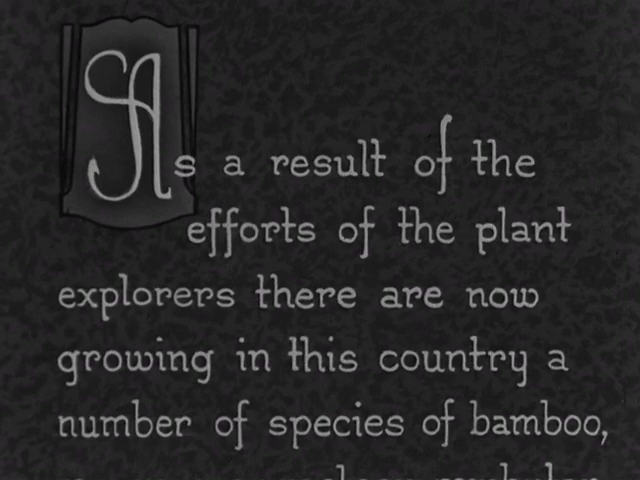 As a result of the
efforts of the plant
explorers there are now
growing in this country a
number of species of bamboo,